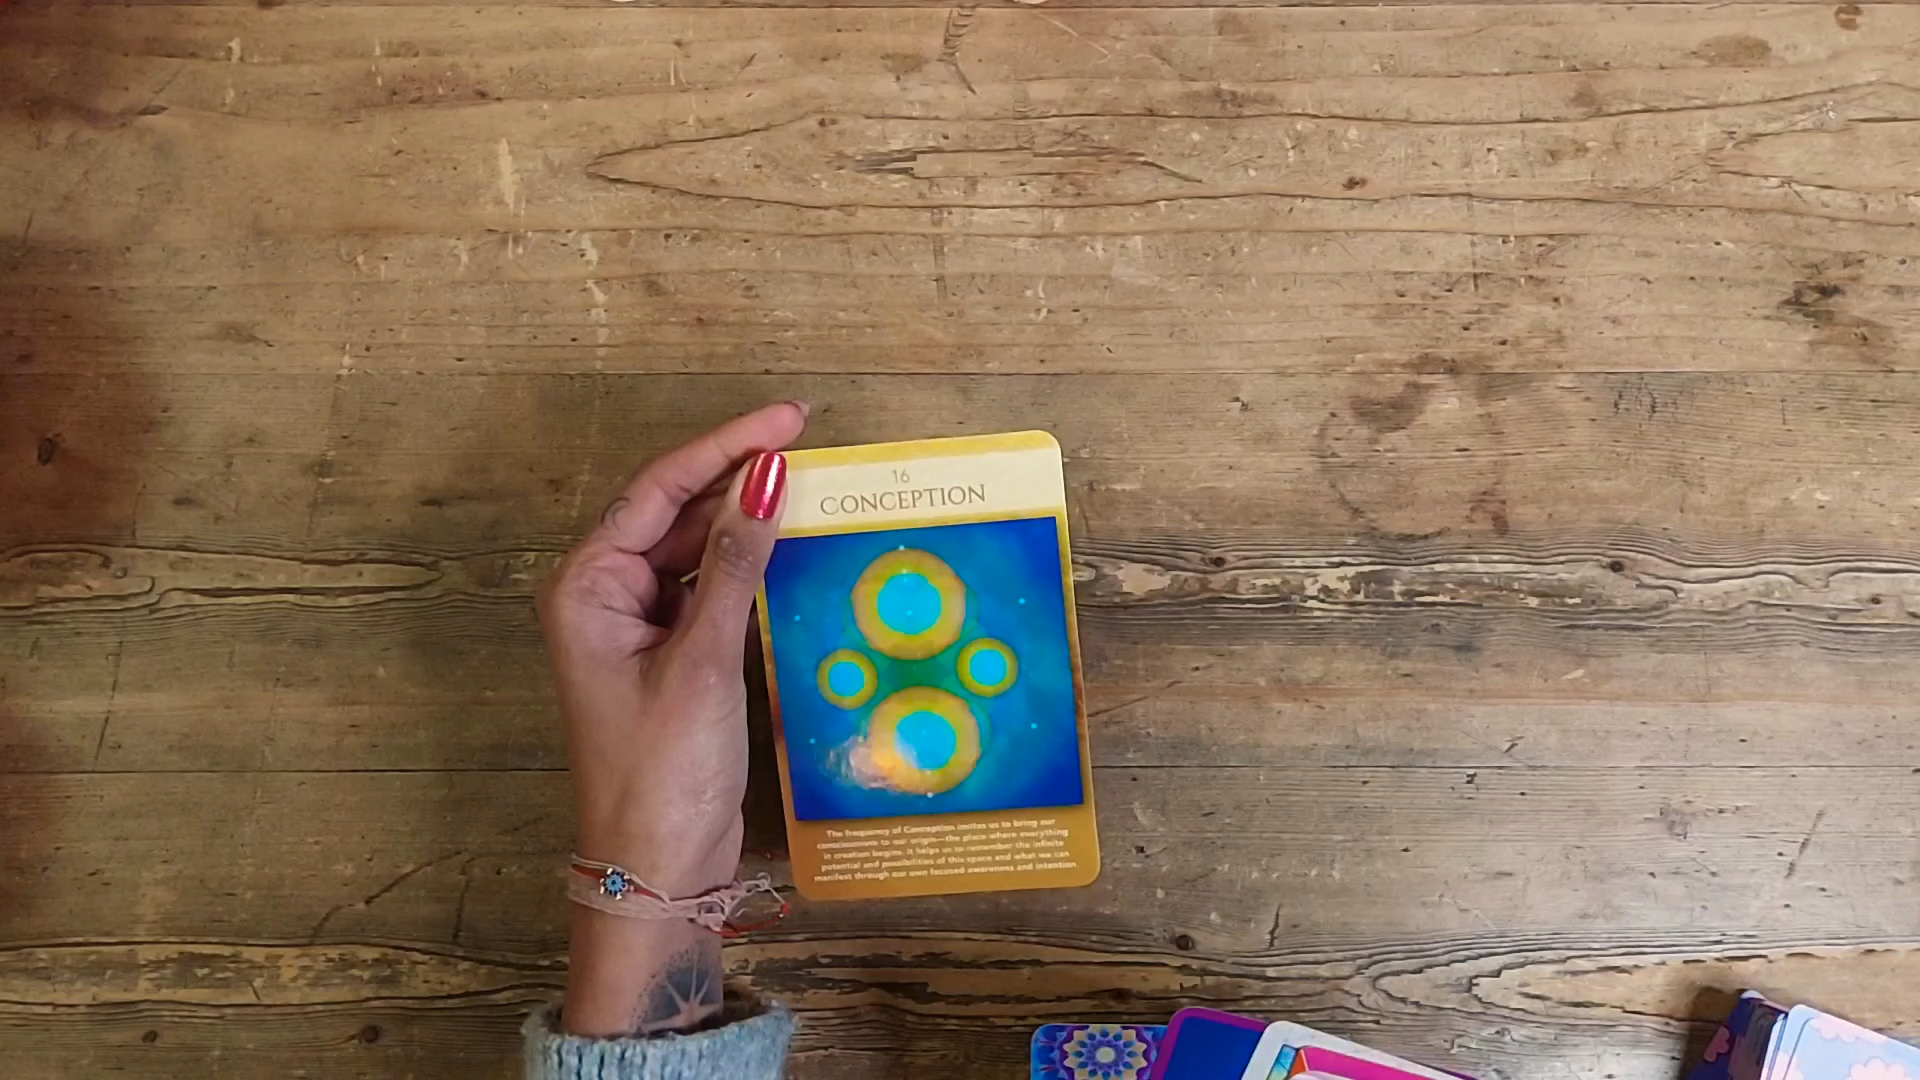 16
CONCEPTION
The frequency of Conception invites us to bring our
consciousness to our origin—the place where everything
in creation begins. It helps us to remember the infinite
potential and possibilities of this space and what we can
manifest through our own focused awareness and intention.